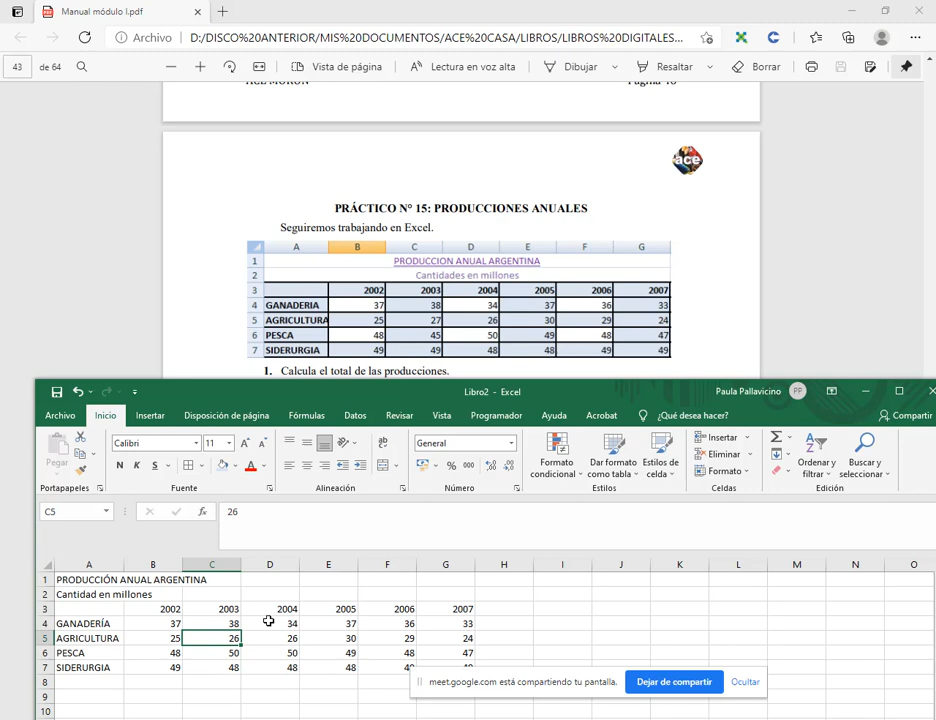 Manual módulo I.pdf
Archivo D:/DISCO%20ANTERIOR/MIS%20DOCUMENTOS/ACE%20CASA/LIBROS/LIBROS%20DIGITALES...
43 de 64 Vista de página Lectura en voz alta Dibujar Resaltar Borrar
ace
PRÁCTICO N° 15: PRODUCCIONES ANUALES
Seguiremos trabajando en Excel.
A B C D E F G
1 PRODUCCION ANUAL ARGENTINA
2 Cantidades en millones
3 2002 2003 2004 2005 2006 2007
4 GANADERIA 37 38 34 37 36 33
5 AGRICULTURA 25 27 26 30 29 24
6 PESCA 48 45 50 49 48 47
7 SIDERURGIA 49 49 48 48 49 49
1. Calcula el total de las producciones.
Libro2 - Excel Paula Pallavicino PP
Archivo Inicio Insertar Disposición de página Fórmulas Datos Revisar Vista Programador Ayuda Acrobat ¿Qué desea hacer? Compartir
Pegar
Calibri 11
N K S
General
Formato condicional
Dar formato como tabla
Estilos de celda
Insertar
Eliminar
Formato
Ordenar y filtrar
Buscar y seleccionar
Portapapeles Fuente Alineación Número Estilos Celdas Edición
C5 fx 26
A B C D E F G H I J K L M N O
1 PRODUCCIÓN ANUAL ARGENTINA
2 Cantidad en millones
3 2002 2003 2004 2005 2006 2007
4 GANADERÍA 37 38 34 37 36 33
5 AGRICULTURA 25 26 26 30 29 24
6 PESCA 48 50 50 49 48 47
7 SIDERURGIA 49 48 48 48
8
9
10
meet.google.com está compartiendo tu pantalla. Dejar de compartir Ocultar